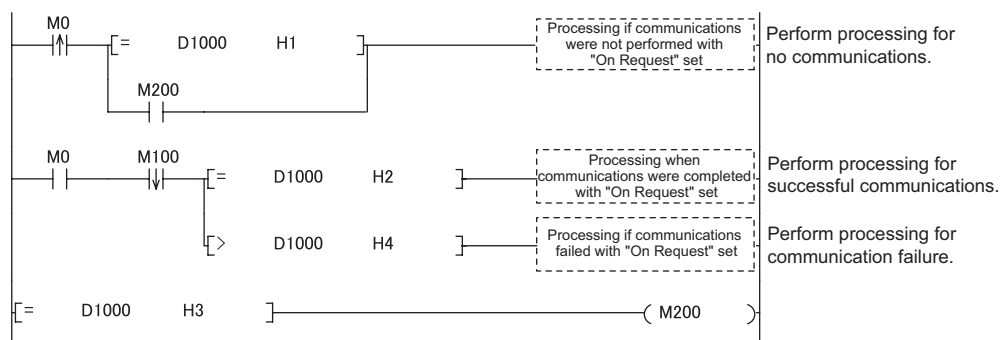 M0
[= D1000 H1 ]
Processing if communications
were not performed with
"On Request" set
Perform processing for
no communications.
M200
M0 M100
[= D1000 H2 ]
Processing when
communications were completed
with "On Request" set
Perform processing for
successful communications.
[> D1000 H4 ]
Processing if communications
failed with "On Request" set
Perform processing for
communication failure.
[= D1000 H3 ] ( M200 )